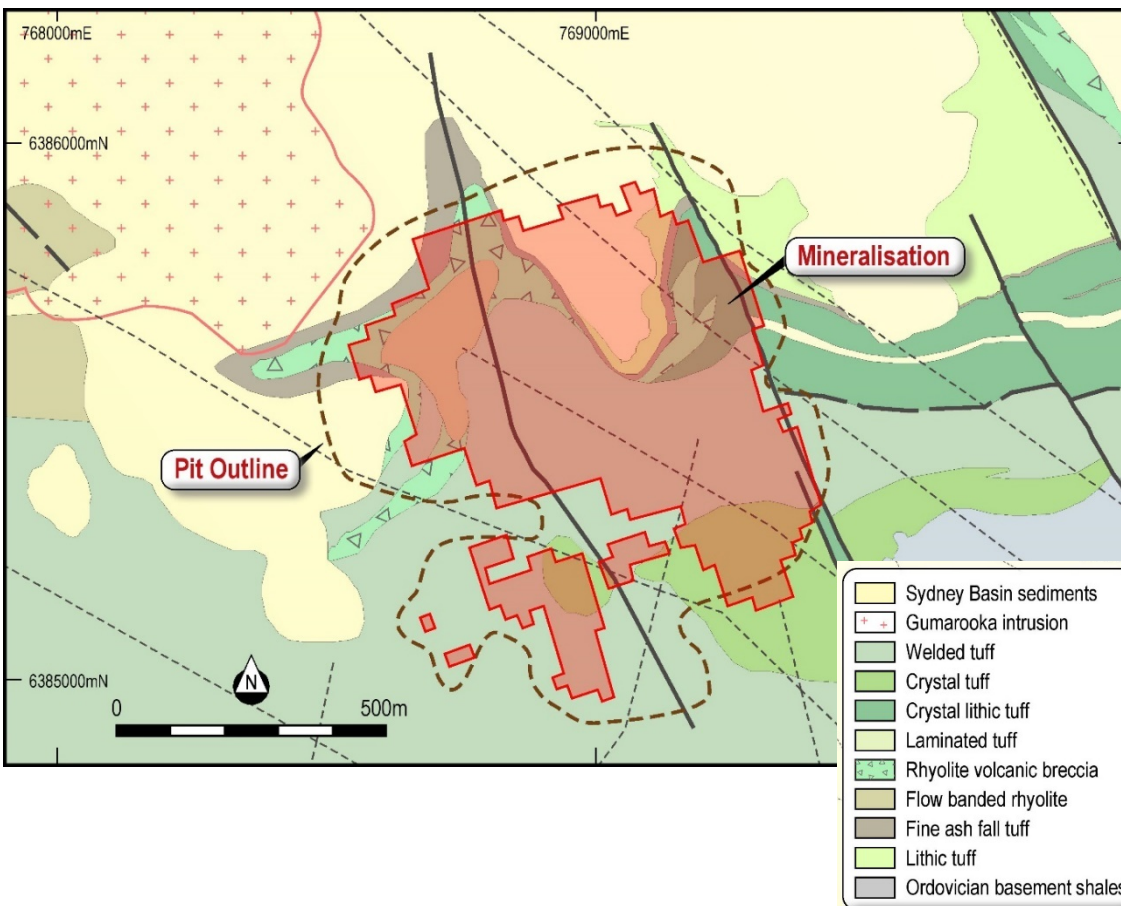 768000mE
769000mE
6386000mN
Mineralisation
Pit Outline
6385000mN
N
0
500m
Sydney Basin sediments
Gumarooka intrusion
Welded tuff
Crystal tuff
Crystal lithic tuff
Laminated tuff
Rhyolite volcanic breccia
Flow banded rhyolite
Fine ash fall tuff
Lithic tuff
Ordovician basement shales